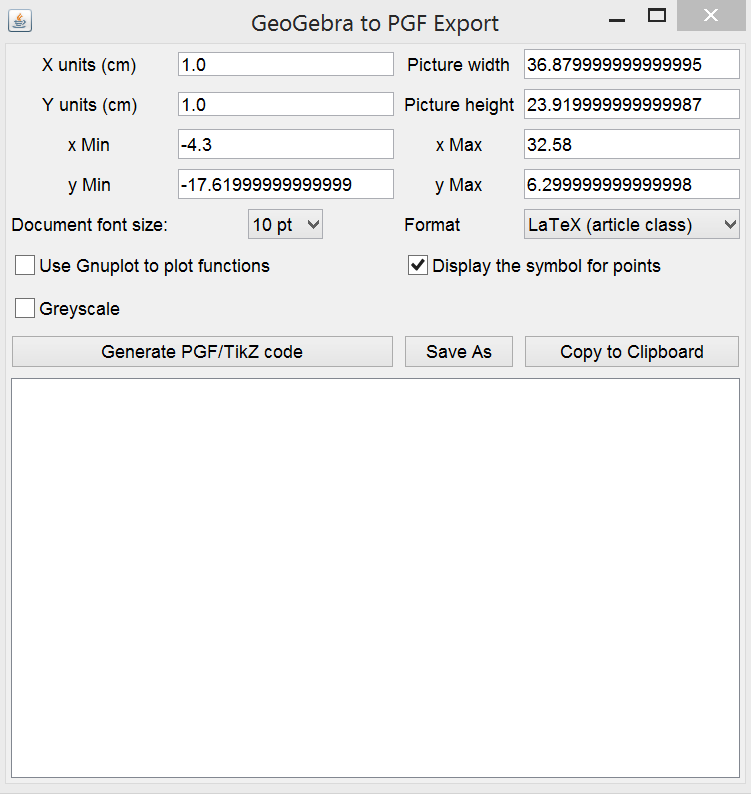 GeoGebra to PGF Export
X units (cm) 1.0 Picture width 36.879999999999995
Y units (cm) 1.0 Picture height 23.919999999999987
x Min -4.3 x Max 32.58
y Min -17.61999999999999 y Max 6.299999999999998
Document font size: 10 pt Format LaTeX (article class)
Use Gnuplot to plot functions Display the symbol for points
Greyscale
Generate PGF/TikZ code Save As Copy to Clipboard